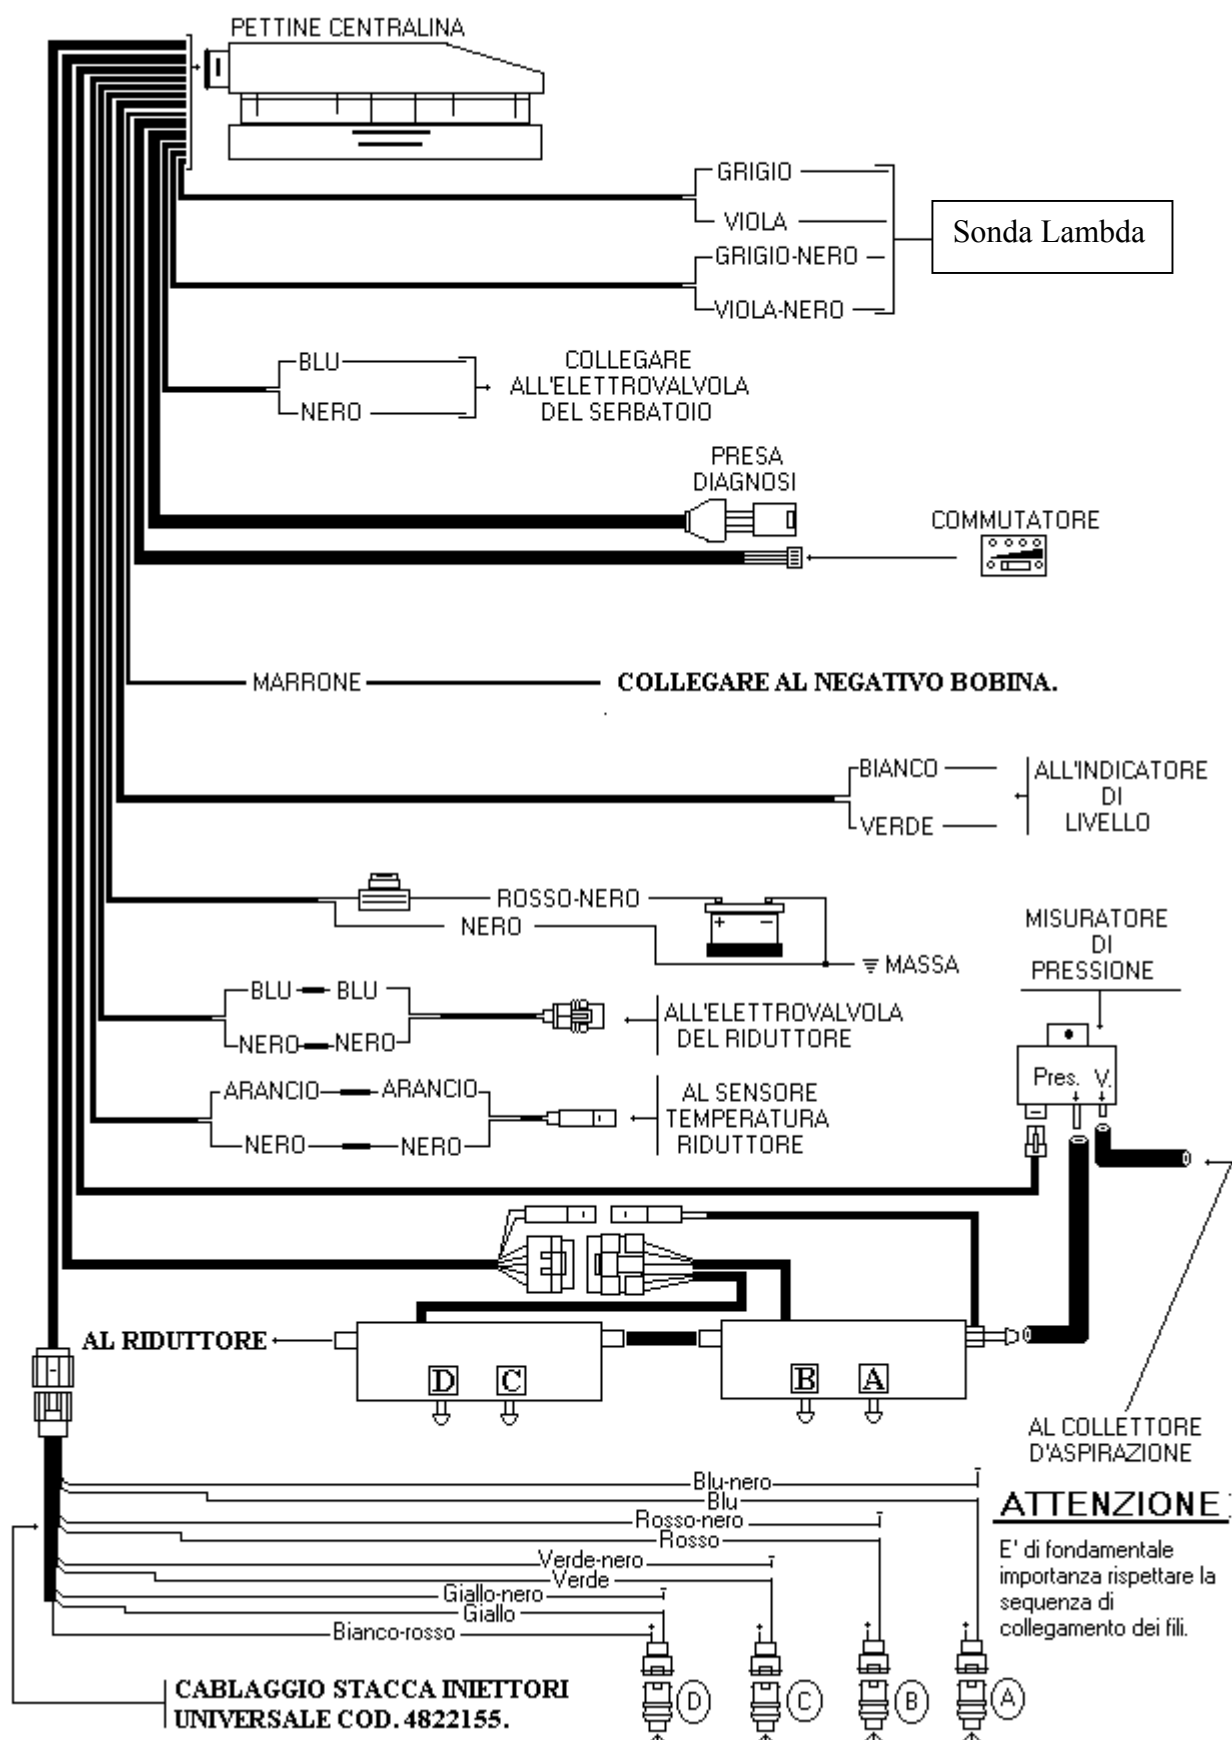 PETTINE CENTRALINA
GRIGIO
VIOLA
GRIGIO-NERO
VIOLA-NERO
Sonda Lambda
BLU
NERO
COLLEGARE
ALL'ELETTROVALVOLA
DEL SERBATOIO
PRESA
DIAGNOSI
COMMUTATORE
MARRONE
COLLEGARE AL NEGATIVO BOBINA.
BIANCO
VERDE
ALL'INDICATORE
DI
LIVELLO
ROSSO-NERO
NERO
+ −
MASSA
MISURATORE
DI
PRESSIONE
BLU BLU
NERO NERO
ALL'ELETTROVALVOLA
DEL RIDUTTORE
Pres. V.
ARANCIO ARANCIO
NERO NERO
AL SENSORE
TEMPERATURA
RIDUTTORE
AL RIDUTTORE
D C
B A
AL COLLETTORE
D'ASPIRAZIONE
Blu-nero
Blu
Rosso-nero
Rosso
Verde-nero
Verde
Giallo-nero
Giallo
Bianco-rosso
ATTENZIONE:
E' di fondamentale
importanza rispettare la
sequenza di
collegamento dei fili.
CABLAGGIO STACCA INIETTORI
UNIVERSALE COD. 4822155.
D C B A